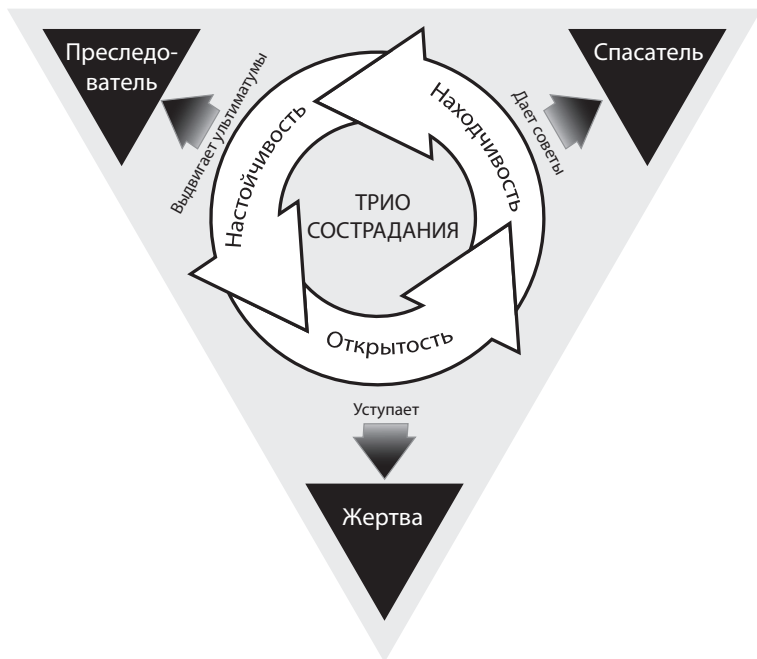 Преследо-
ватель
Спасатель
Выдвигает ультиматумы
Настойчивость
Находчивость
Дает советы
ТРИО
СОСТРАДАНИЯ
Открытость
Уступает
Жертва